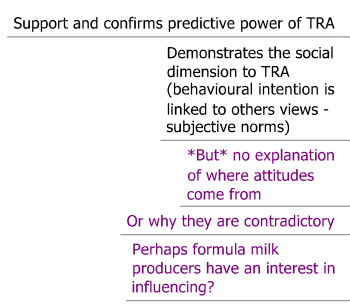 Support and confirms predictive power of TRA
Demonstrates the social
dimension to TRA
(behavioural intention is
linked to others views -
subjective norms)
*But* no explanation
of where attitudes
come from
Or why they are contradictory
Perhaps formula milk
producers have an interest in
influencing?